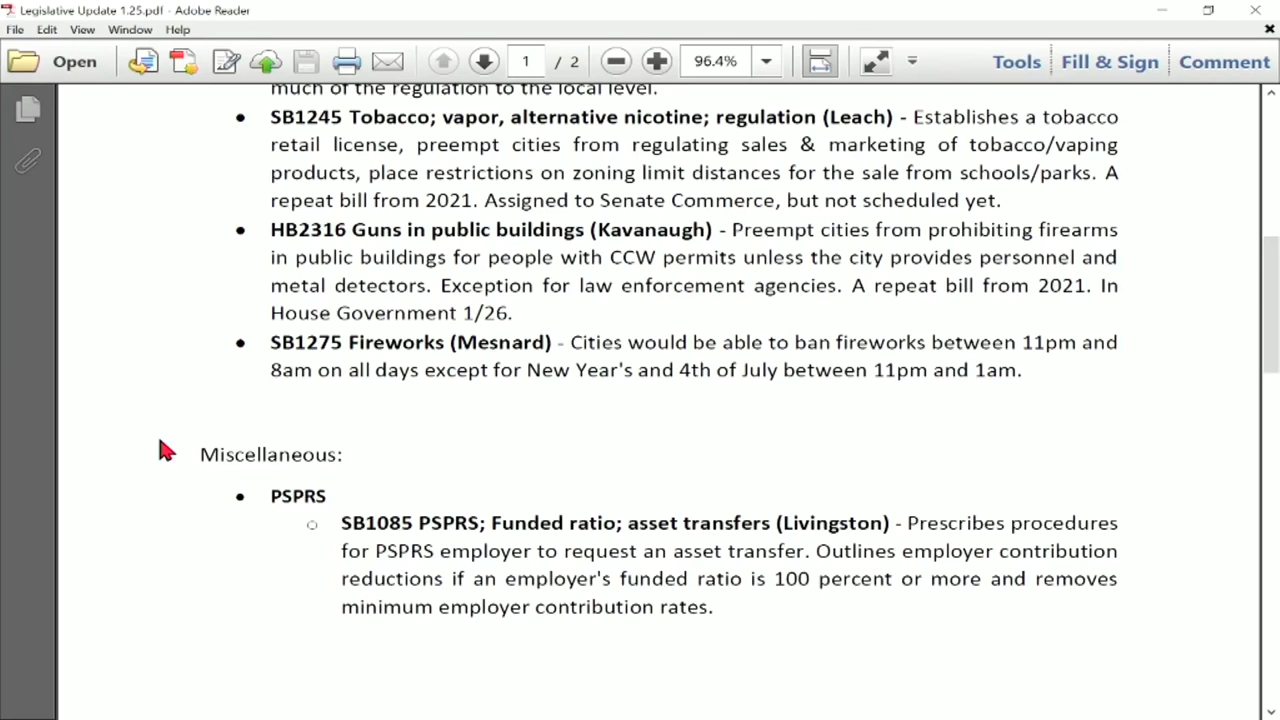 Legislative Update 1.25.pdf - Adobe Reader
File Edit View Window Help
Open 1 / 2 96.4% Tools Fill & Sign Comment
much of the regulation to the local level.
• SB1245 Tobacco; vapor, alternative nicotine; regulation (Leach) - Establishes a tobacco
retail license, preempt cities from regulating sales & marketing of tobacco/vaping
products, place restrictions on zoning limit distances for the sale from schools/parks. A
repeat bill from 2021. Assigned to Senate Commerce, but not scheduled yet.
• HB2316 Guns in public buildings (Kavanaugh) - Preempt cities from prohibiting firearms
in public buildings for people with CCW permits unless the city provides personnel and
metal detectors. Exception for law enforcement agencies. A repeat bill from 2021. In
House Government 1/26.
• SB1275 Fireworks (Mesnard) - Cities would be able to ban fireworks between 11pm and
8am on all days except for New Year's and 4th of July between 11pm and 1am.
Miscellaneous:
• PSPRS
○ SB1085 PSPRS; Funded ratio; asset transfers (Livingston) - Prescribes procedures
for PSPRS employer to request an asset transfer. Outlines employer contribution
reductions if an employer's funded ratio is 100 percent or more and removes
minimum employer contribution rates.